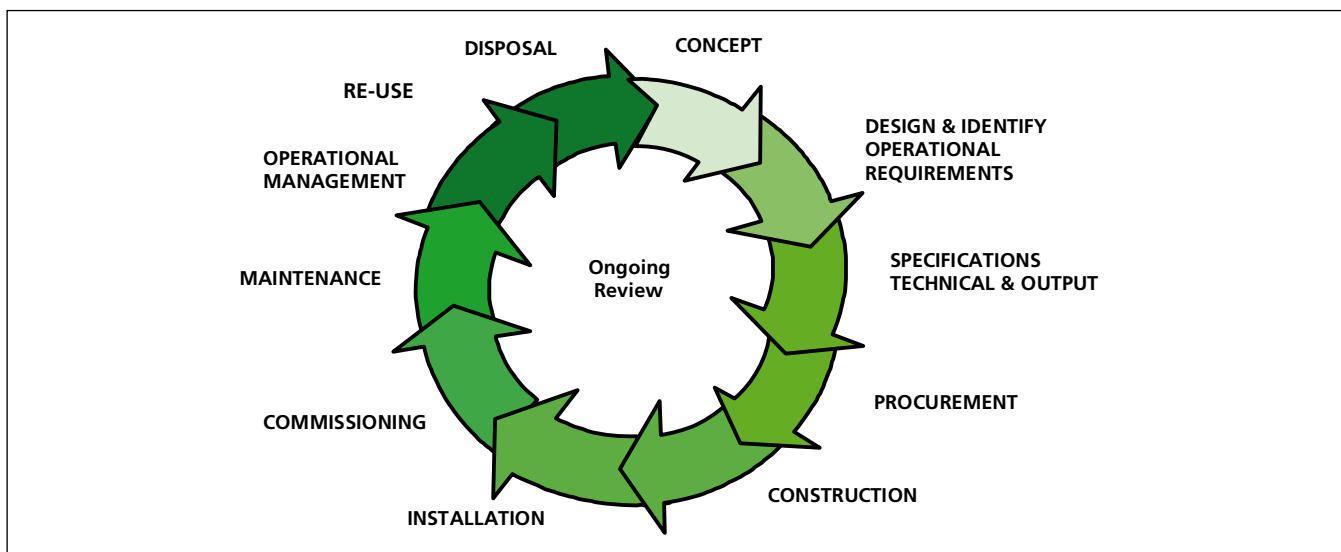 CONCEPT
DESIGN & IDENTIFY
OPERATIONAL
REQUIREMENTS
SPECIFICATIONS
TECHNICAL & OUTPUT
PROCUREMENT
CONSTRUCTION
INSTALLATION
COMMISSIONING
MAINTENANCE
OPERATIONAL
MANAGEMENT
RE-USE
DISPOSAL
Ongoing
Review